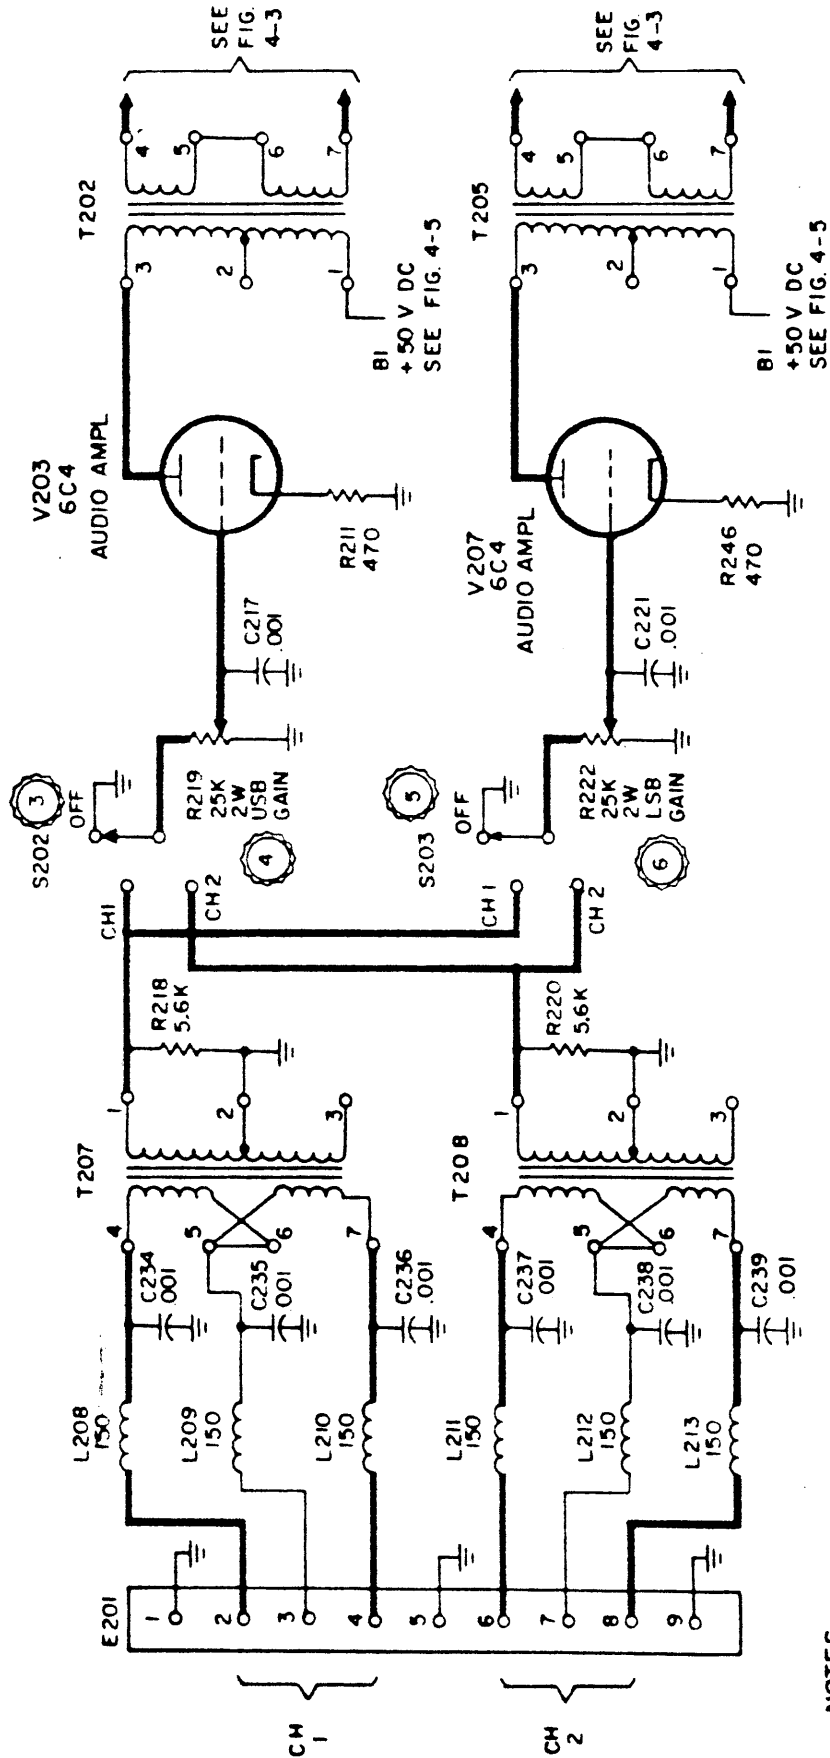 CH
1
CH
2
E201
1
2
3
4
5
6
7
8
9
L208
150
L209
150
L210
150
L211
150
L212
150
L213
150
C234
.001
C235
.001
C236
.001
C237
.001
C238
.001
C239
.001
T207
4
5
6
7
1
2
3
T208
4
5
6
7
1
2
3
R218
5.6K
R220
5.6K
CH1
CH2
CH1
CH2
S202
OFF
3
4
S203
OFF
5
6
R219
25K
2W
USB
GAIN
R222
25K
2W
LSB
GAIN
C217
.001
C221
.001
V203
6C4
AUDIO AMPL
R211
470
V207
6C4
AUDIO AMPL
R246
470
T202
3
2
1
4
5
6
7
B1
+50V DC
SEE FIG. 4-5
SEE
FIG.
4-3
T205
3
2
1
4
5
6
7
B1
+50V DC
SEE FIG. 4-5
SEE
FIG.
4-3